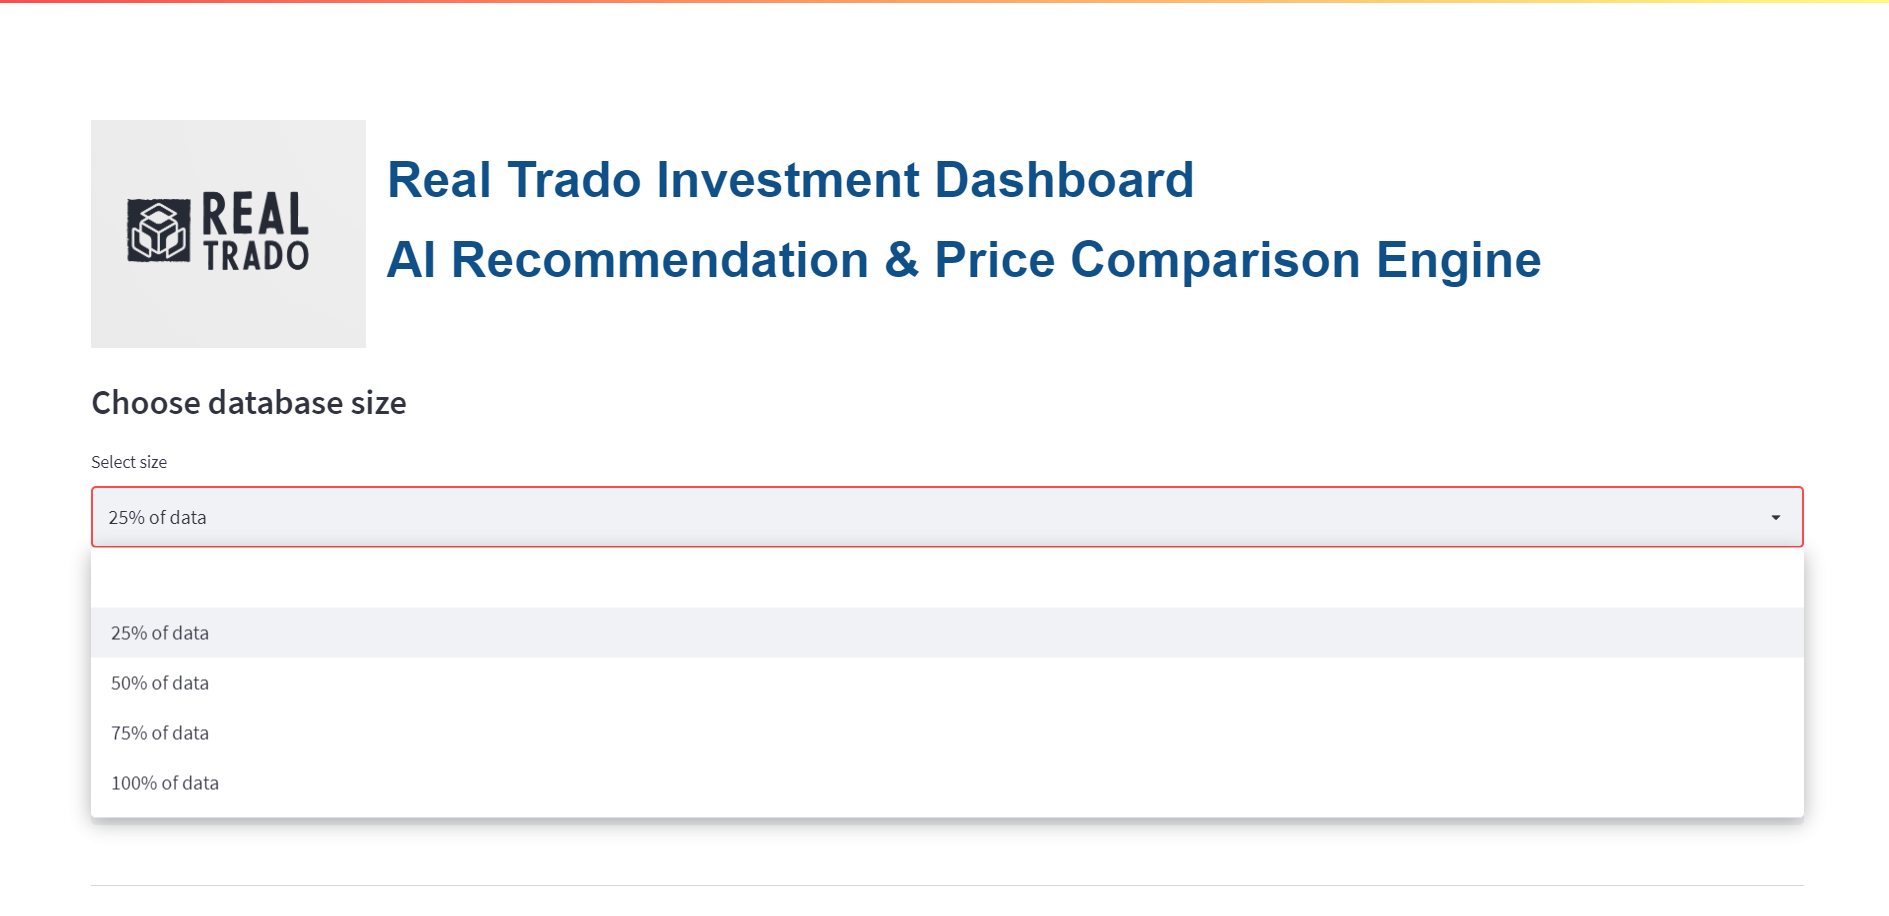 REAL
TRADO
Real Trado Investment Dashboard
AI Recommendation & Price Comparison Engine
Choose database size
Select size
25% of data
25% of data
50% of data
75% of data
100% of data